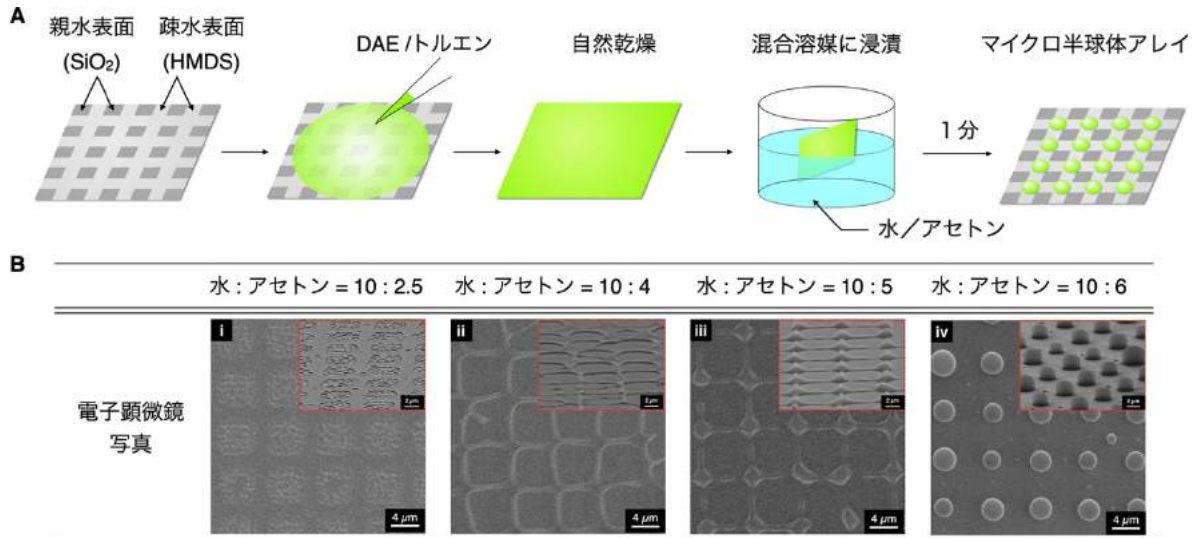 A
親水表面
(SiO₂)
疎水表面
(HMDS)
DAE /トルエン
自然乾燥
混合溶媒に浸漬
マイクロ半球体アレイ
1 分
水／アセトン
B
水 : アセトン = 10 : 2.5
水 : アセトン = 10 : 4
水 : アセトン = 10 : 5
水 : アセトン = 10 : 6
電子顕微鏡
写真
i
ii
iii
iv
4 µm
4 µm
4 µm
4 µm